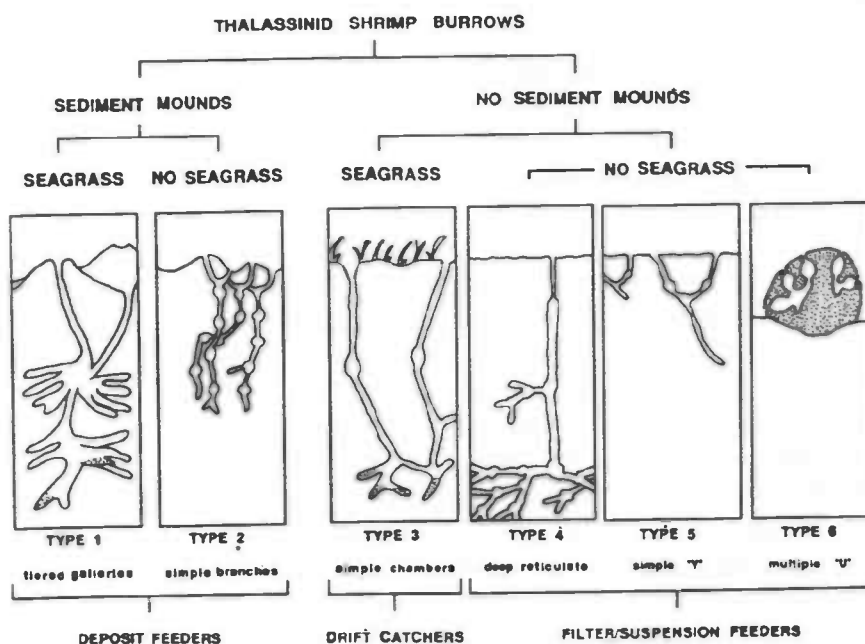 THALASSINID SHRIMP BURROWS
SEDIMENT MOUNDS
NO SEDIMENT MOUNDS
SEAGRASS
NO SEAGRASS
SEAGRASS
NO SEAGRASS
TYPE 1
TYPE 2
TYPE 3
TYPE 4
TYPE 5
TYPE 6
tiered galleries
simple branches
simple chambers
deep reticulate
simple "Y"
multiple "U"
DEPOSIT FEEDERS
DRIFT CATCHERS
FILTER/SUSPENSION FEEDERS